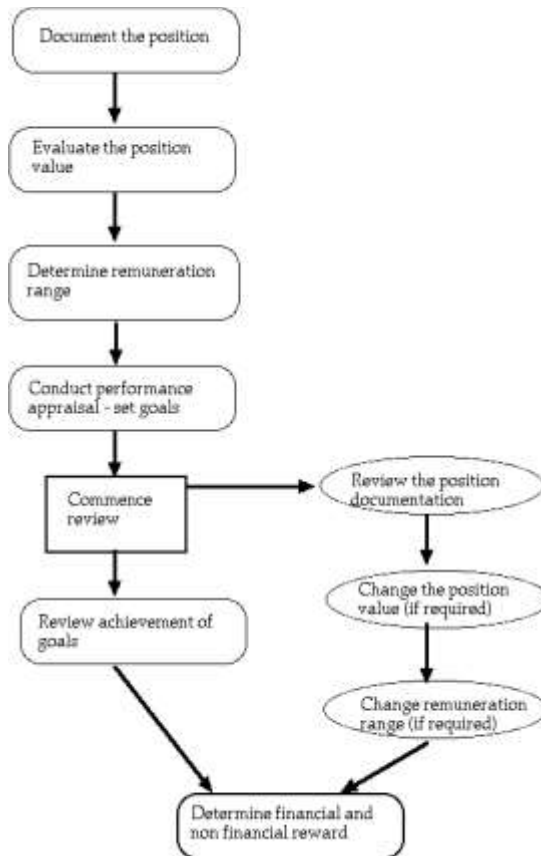 Document the position
Evaluate the position
value
Determine remuneration
range
Conduct performance
appraisal - set goals
Commence
review
Review the position
documentation
Change the position
value (if required)
Review achievement of
goals
Change remuneration
range (if required)
Determine financial and
non financial reward